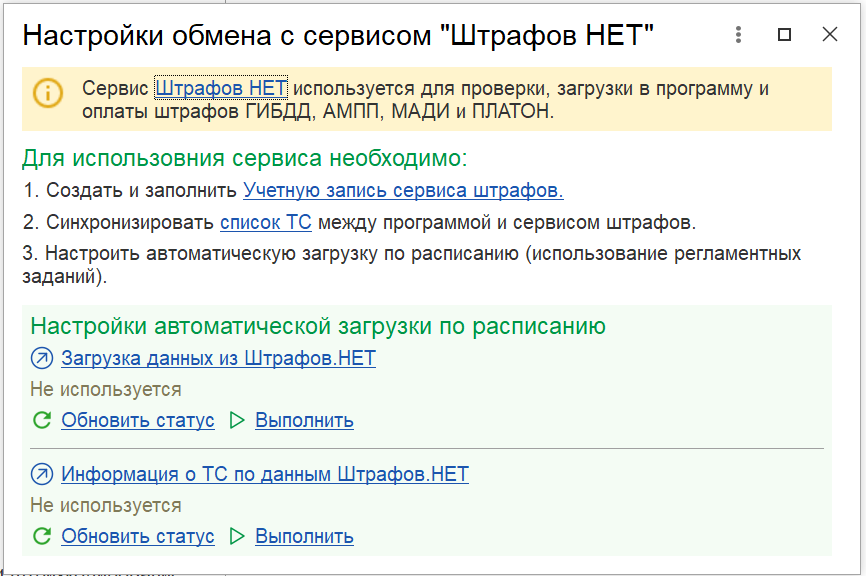 Настройки обмена с сервисом "Штрафов НЕТ"
Сервис Штрафов НЕТ используется для проверки, загрузки в программу и
оплаты штрафов ГИБДД, АМПП, МАДИ и ПЛАТОН.
Для использовния сервиса необходимо:
1. Создать и заполнить Учетную запись сервиса штрафов.
2. Синхронизировать список ТС между программой и сервисом штрафов.
3. Настроить автоматическую загрузку по расписанию (использование регламентных
заданий).
Настройки автоматической загрузки по расписанию
Загрузка данных из Штрафов.НЕТ
Не используется
Обновить статус Выполнить
Информация о ТС по данным Штрафов.НЕТ
Не используется
Обновить статус Выполнить